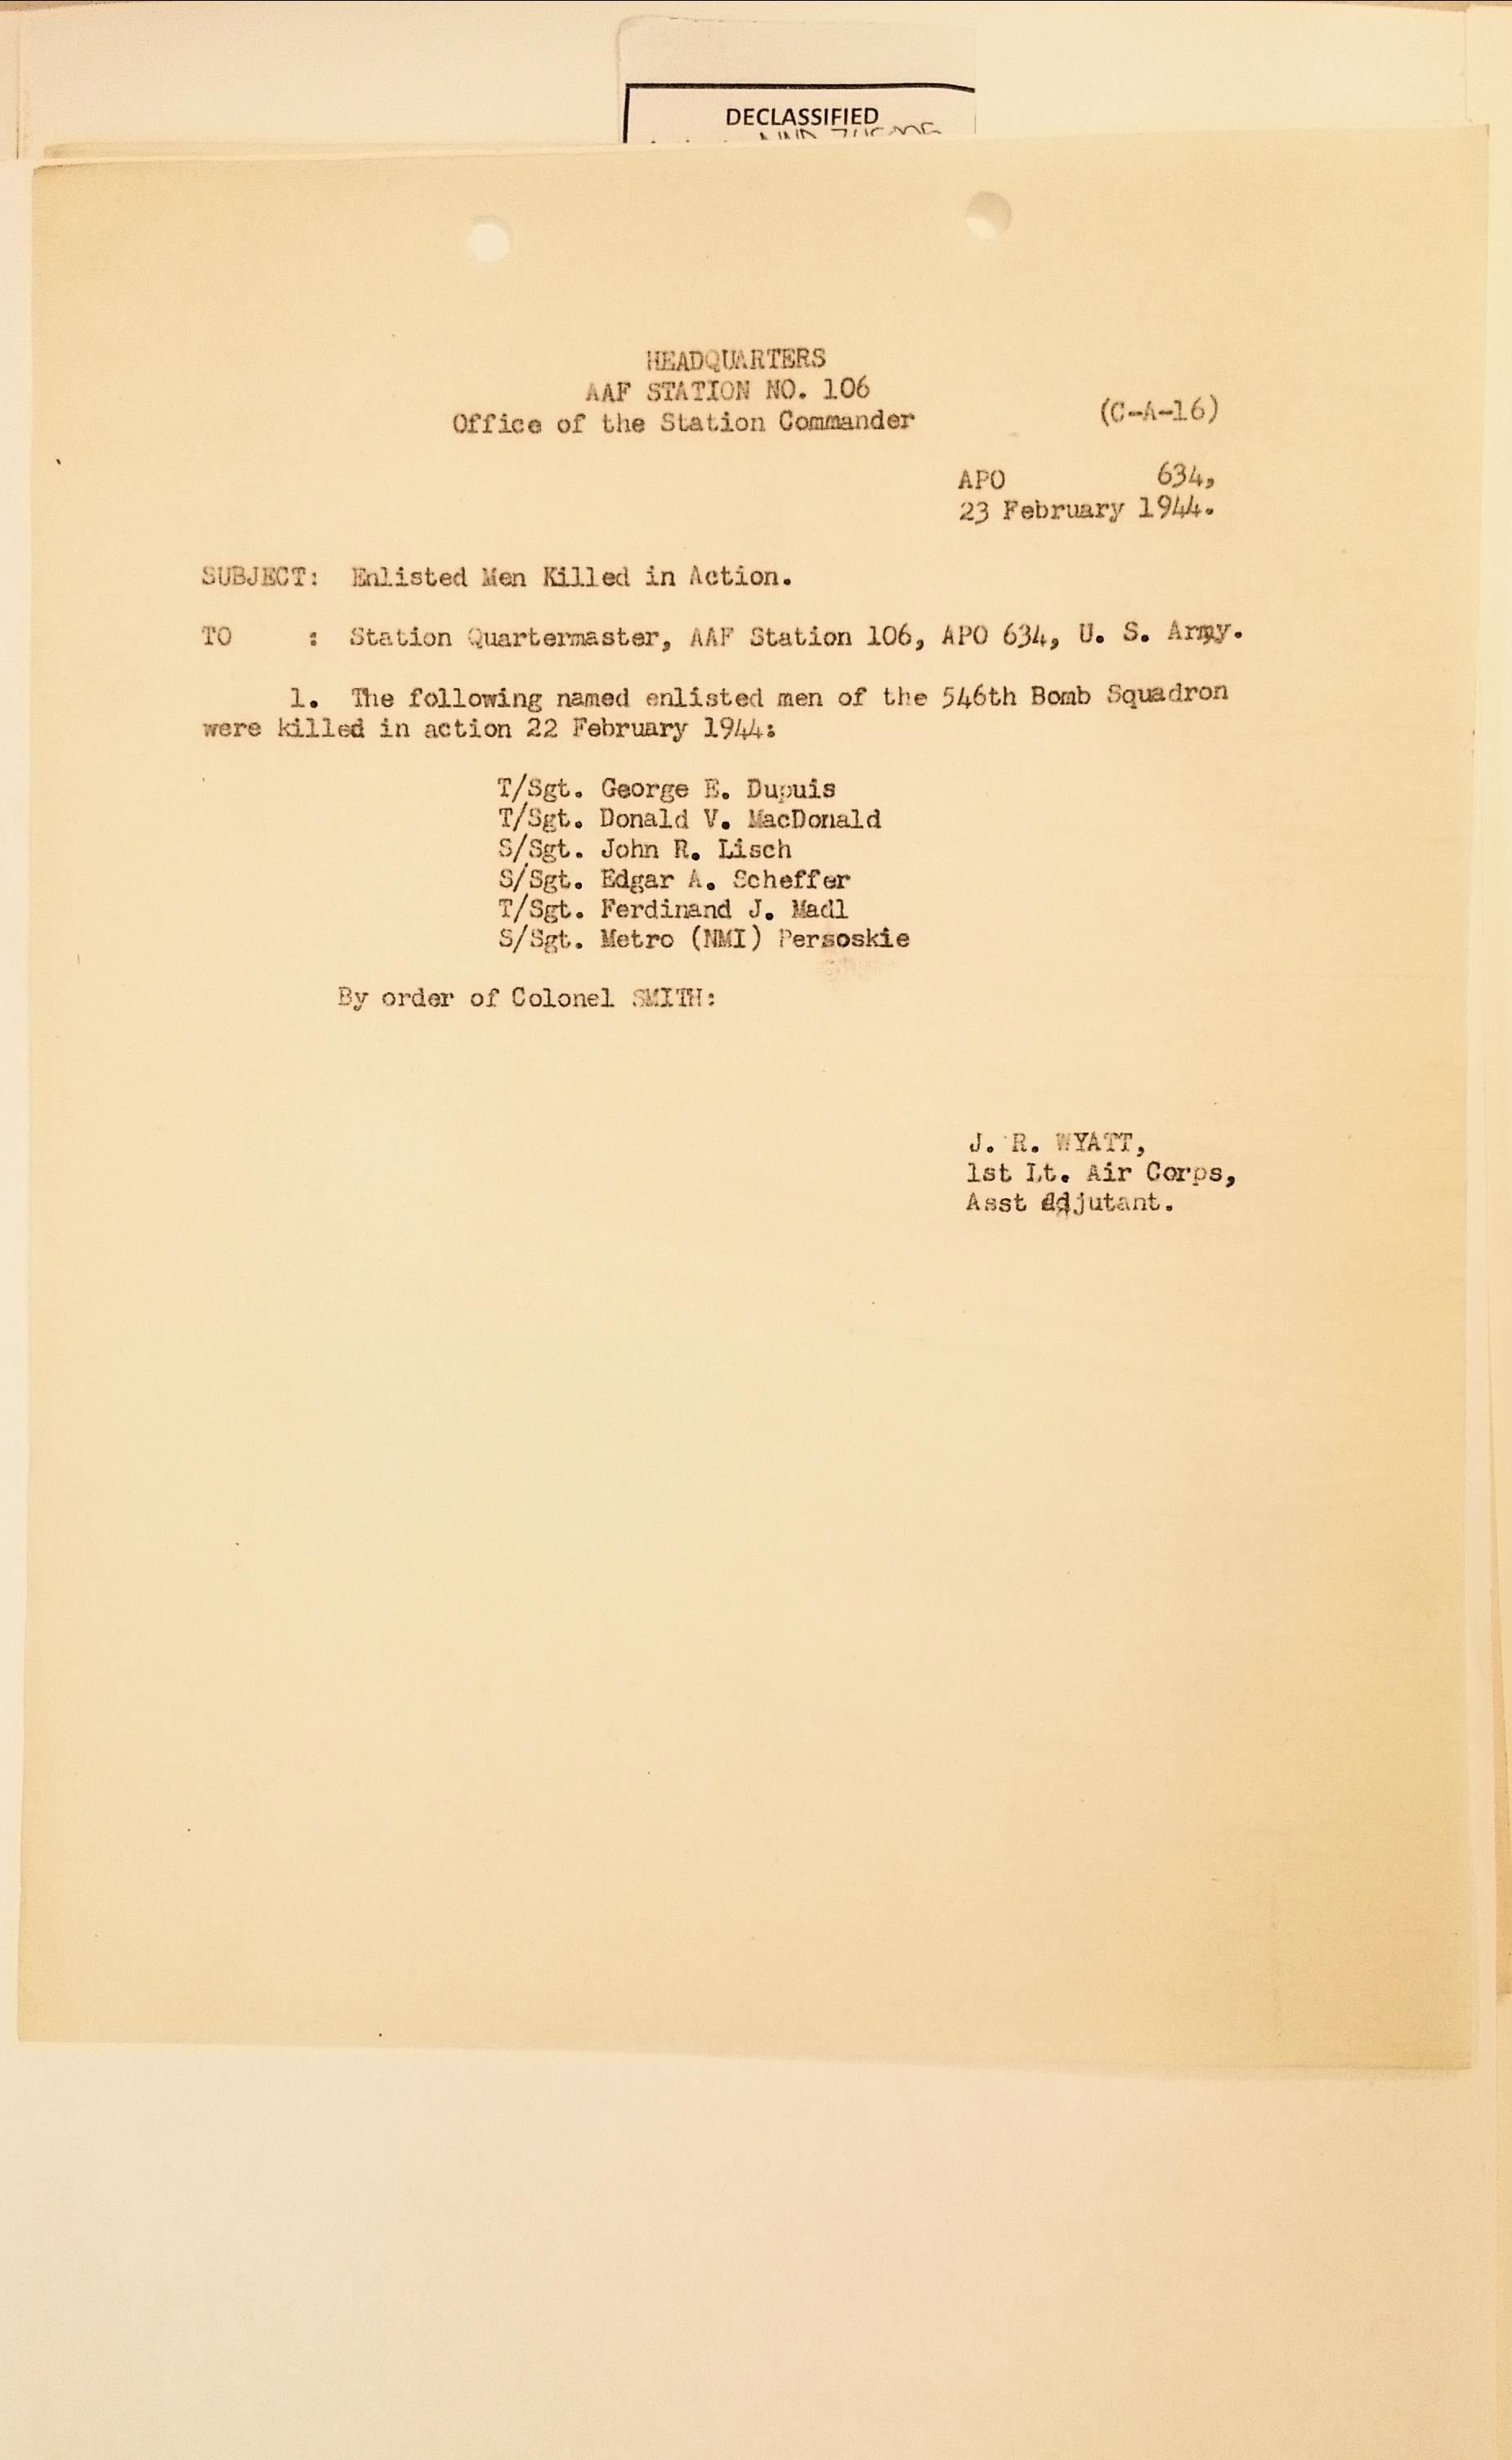 DECLASSIFIED
HEADQUARTERS
AAF STATION NO. 106
Office of the Station Commander
(C-A-16)
APO 634,
23 February 1944.
SUBJECT: Enlisted Men Killed in Action.
TO : Station Quartermaster, AAF Station 106, APO 634, U. S. Army.
1. The following named enlisted men of the 546th Bomb Squadron
were killed in action 22 February 1944:
T/Sgt. George E. Dupuis
T/Sgt. Donald V. MacDonald
S/Sgt. John R. Lisch
S/Sgt. Edgar A. Scheffer
T/Sgt. Ferdinand J. Madl
S/Sgt. Metro (NMI) Persoskie
By order of Colonel SMITH:
J. R. WYATT,
1st Lt. Air Corps,
Asst Adjutant.